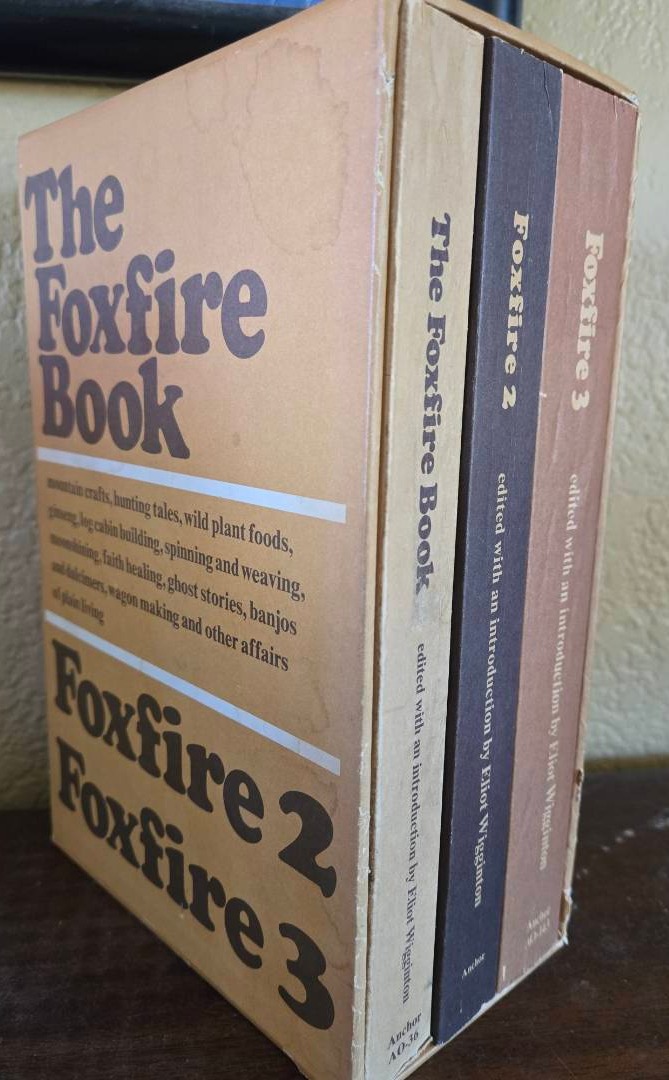 The
Foxfire
Book
mountain crafts, hunting tales, wild plant foods,
ginseng, log cabin building, spinning and weaving,
moonshining, faith healing, ghost stories, banjos
and dulcimers, wagon making and other affairs
of plain living
Foxfire 2
Foxfire 3
The Foxfire Book
edited with an introduction by Eliot Wigginton
Anchor
AO-36
Foxfire 2
edited with an introduction by Eliot Wigginton
Anchor
Foxfire 3
edited with an introduction by Eliot Wigginton
Anchor